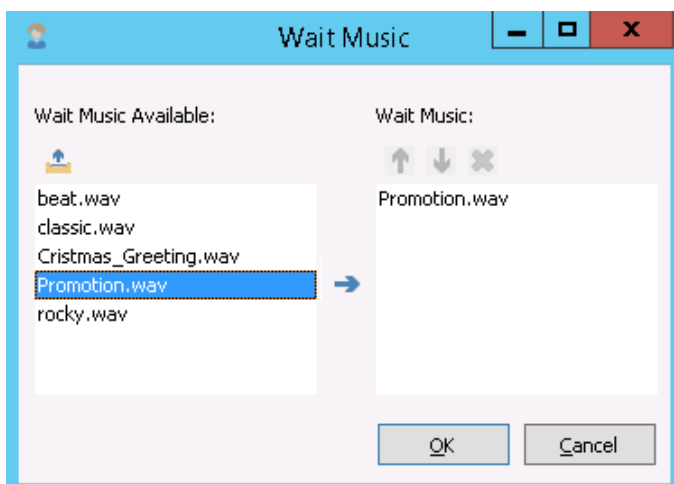 Wait Music
Wait Music Available:
beat.wav
classic.wav
Cristmas_Greeting.wav
Promotion.wav
rocky.wav
Wait Music:
Promotion.wav
OK
Cancel